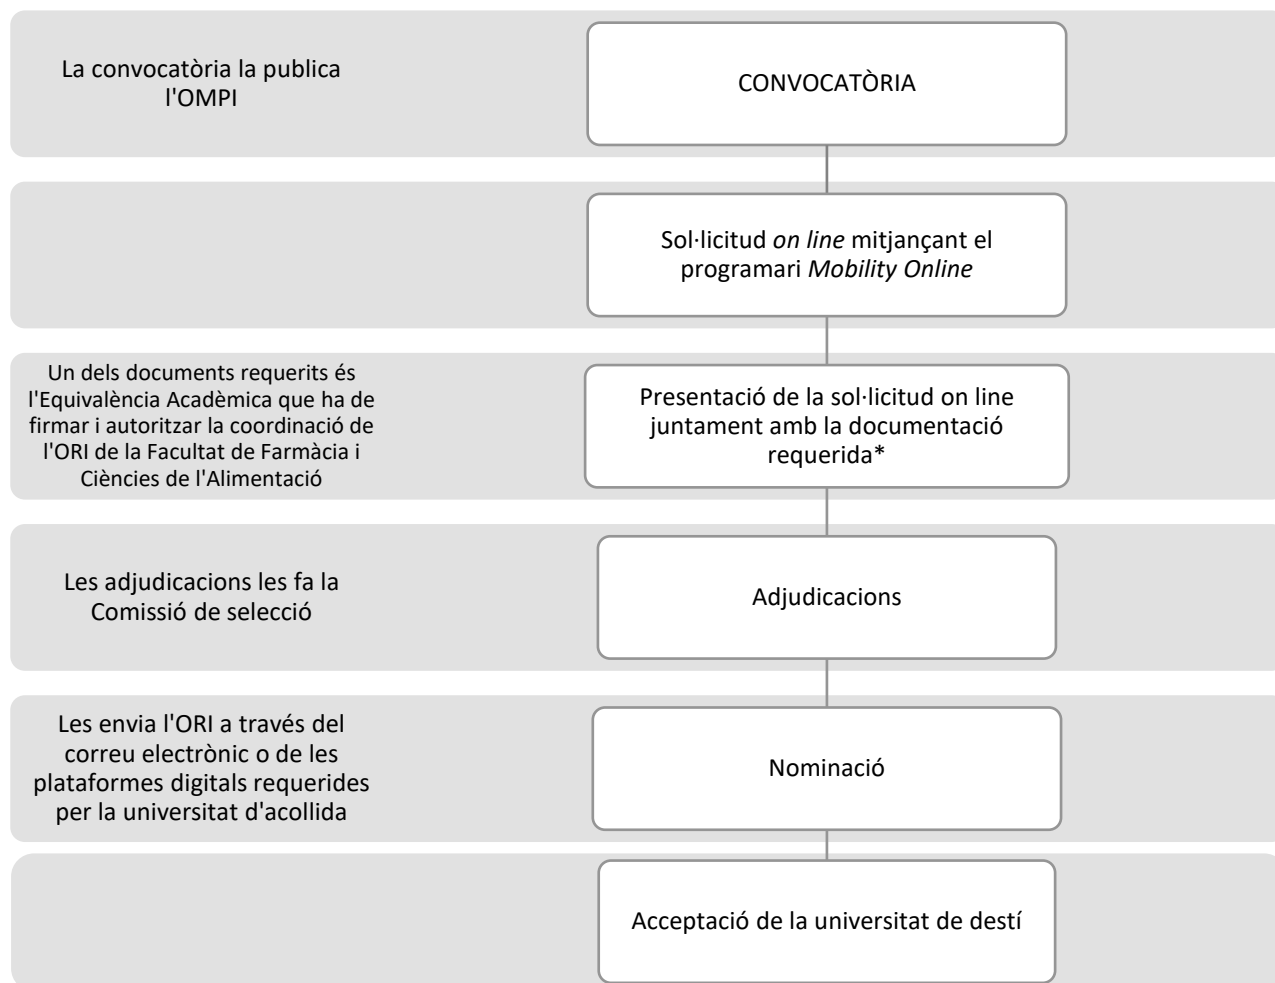 La convocatòria la publica
l'OMPI
CONVOCATÒRIA
Sol·licitud on line mitjançant el
programari Mobility Online
Un dels documents requerits és
l'Equivalència Acadèmica que ha de
firmar i autoritzar la coordinació de
l'ORI de la Facultat de Farmàcia i
Ciències de l'Alimentació
Presentació de la sol·licitud on line
juntament amb la documentació
requerida*
Les adjudicacions les fa la
Comissió de selecció
Adjudicacions
Les envia l'ORI a través del
correu electrònic o de les
plataformes digitals requerides
per la universitat d'acollida
Nominació
Acceptació de la universitat de destí